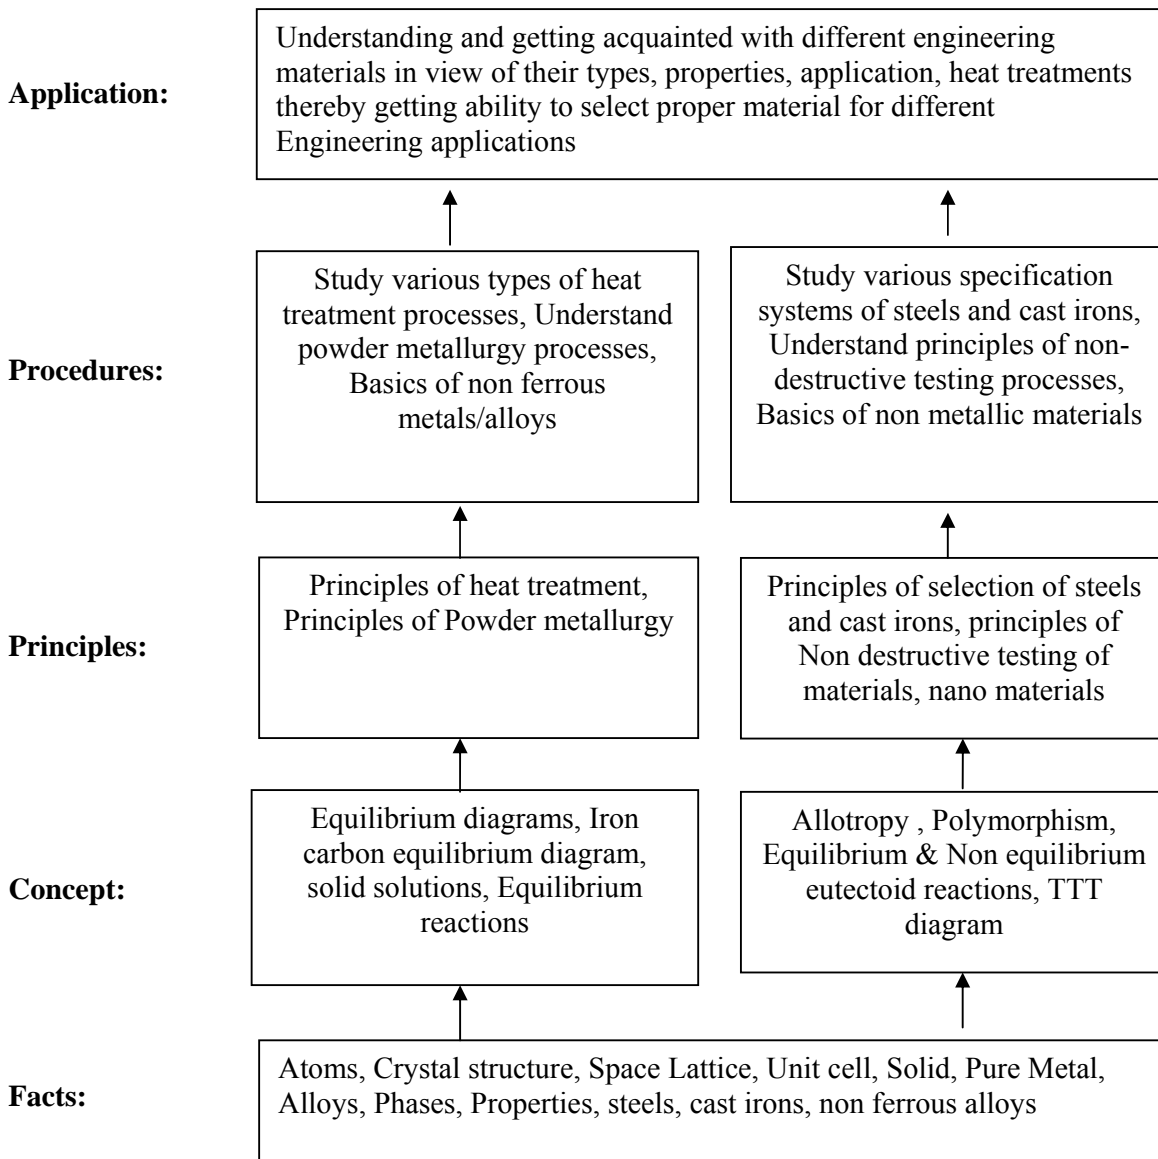 Application:
Understanding and getting acquainted with different engineering
materials in view of their types, properties, application, heat treatments
thereby getting ability to select proper material for different
Engineering applications
Procedures:
Study various types of heat
treatment processes, Understand
powder metallurgy processes,
Basics of non ferrous
metals/alloys
Study various specification
systems of steels and cast irons,
Understand principles of non-
destructive testing processes,
Basics of non metallic materials
Principles:
Principles of heat treatment,
Principles of Powder metallurgy
Principles of selection of steels
and cast irons, principles of
Non destructive testing of
materials, nano materials
Concept:
Equilibrium diagrams, Iron
carbon equilibrium diagram,
solid solutions, Equilibrium
reactions
Allotropy , Polymorphism,
Equilibrium & Non equilibrium
eutectoid reactions, TTT
diagram
Facts:
Atoms, Crystal structure, Space Lattice, Unit cell, Solid, Pure Metal,
Alloys, Phases, Properties, steels, cast irons, non ferrous alloys